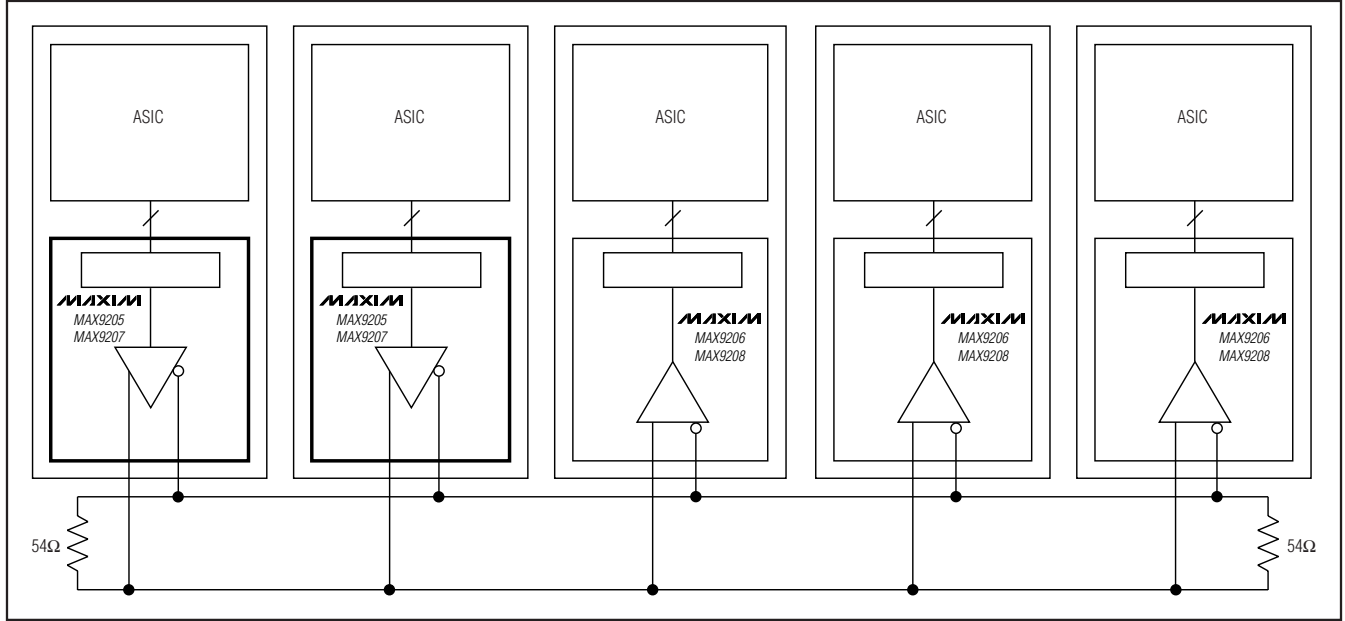 ASIC
ASIC
ASIC
ASIC
ASIC
MAXIM
MAX9205
MAX9207
MAXIM
MAX9205
MAX9207
MAXIM
MAX9206
MAX9208
MAXIM
MAX9206
MAX9208
MAXIM
MAX9206
MAX9208
54Ω
54Ω